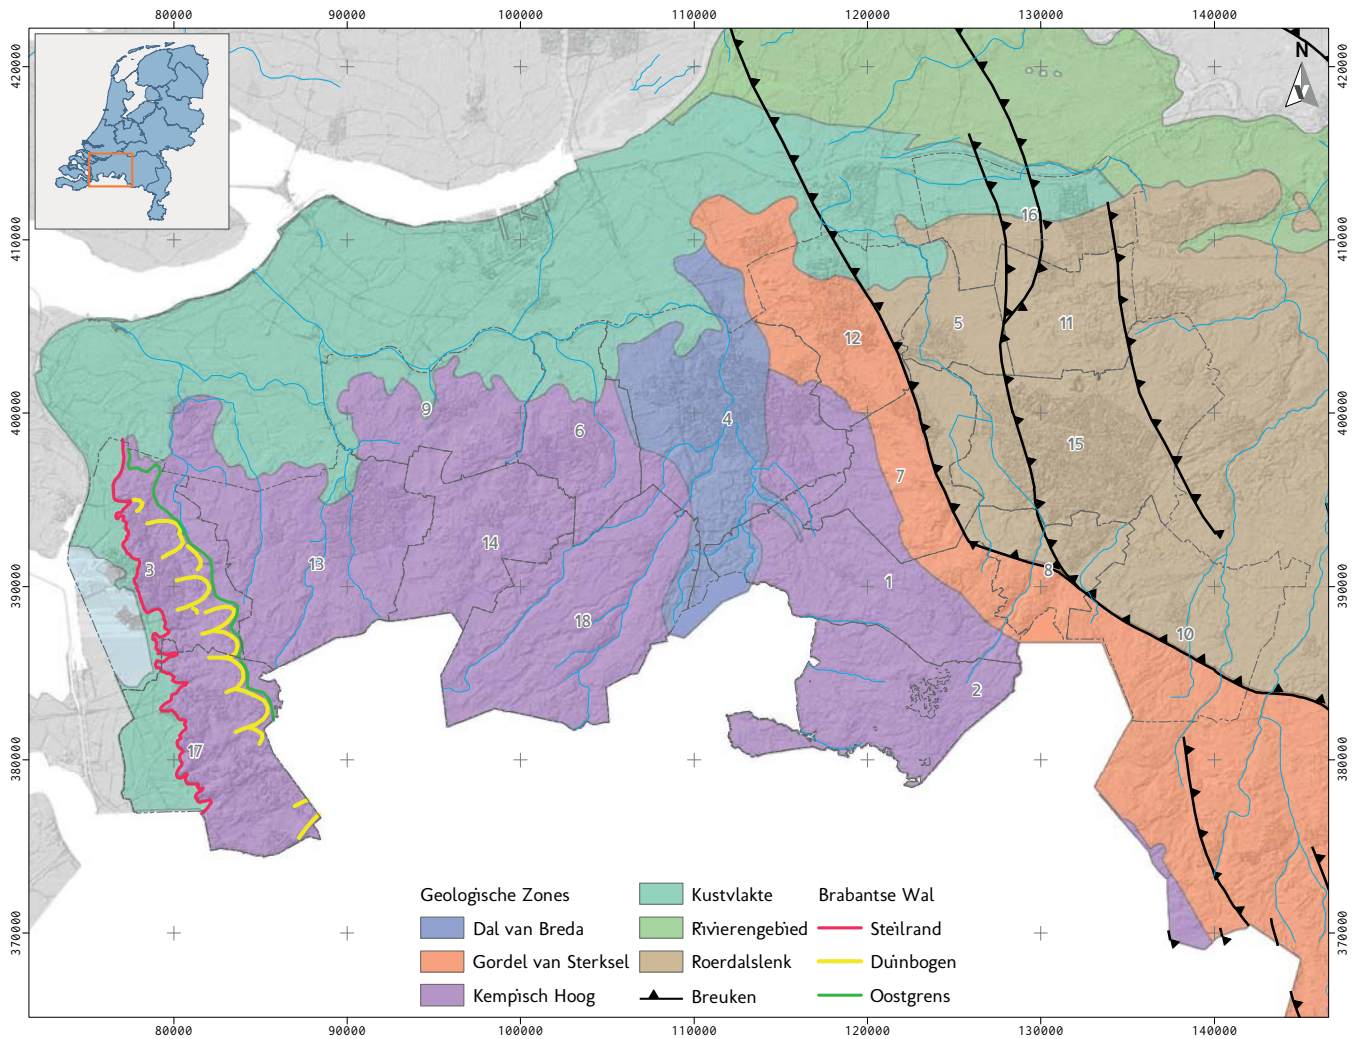 80000 90000 100000 110000 120000 130000 140000
420000
410000
400000
390000
380000
370000
N
420000
410000
400000
390000
380000
370000
16
12
5
11
9
6
4
15
7
14
13
3
8
1
18
10
2
17
Geologische Zones
Dal van Breda
Gordel van Sterksel
Kempisch Hoog
Kustvlakte
Rivierengebied
Roerdalslenk
Breuken
Brabantse Wal
Steilrand
Duinbogen
Oostgrens
80000 90000 100000 110000 120000 130000 140000